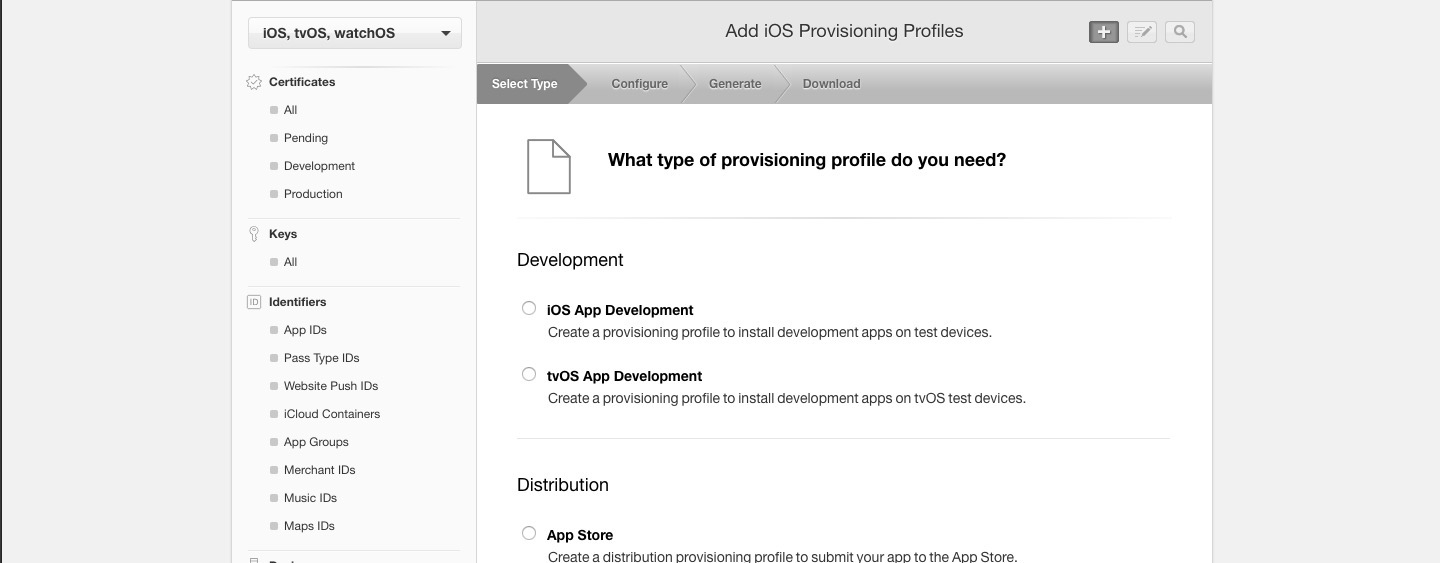 iOS, tvOS, watchOS
Certificates
All
Pending
Development
Production
Keys
All
ID Identifiers
App IDs
Pass Type IDs
Website Push IDs
iCloud Containers
App Groups
Merchant IDs
Music IDs
Maps IDs
Add iOS Provisioning Profiles
Select Type Configure Generate Download
What type of provisioning profile do you need?
Development
iOS App Development
Create a provisioning profile to install development apps on test devices.
tvOS App Development
Create a provisioning profile to install development apps on tvOS test devices.
Distribution
App Store
Create a distribution provisioning profile to submit your app to the App Store.